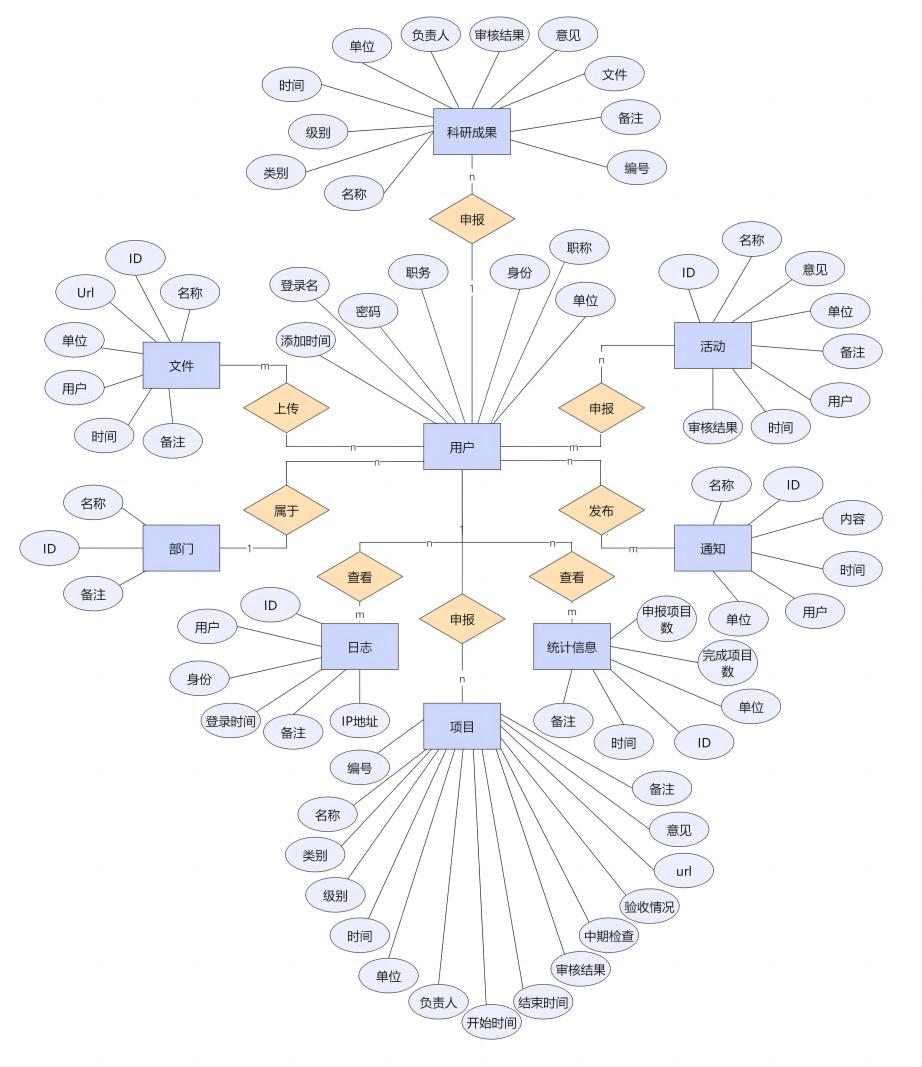 负责人
审核结果
意见
单位
文件
时间
备注
级别
科研成果
类别
编号
名称
n
申报
1
ID
名称
Url
单位
文件
用户
时间
备注
m
上传
n
登录名
职务
身份
职称
密码
单位
添加时间
用户
名称
ID
意见
单位
活动
备注
用户
审核结果
时间
n
申报
m
n
属于
1
名称
ID
部门
备注
n
发布
m
名称
ID
内容
通知
时间
用户
单位
1
n
n
查看
查看
m
m
申报
n
ID
用户
日志
身份
登录时间
备注
IP地址
统计信息
申报项目
数
完成项目
数
单位
备注
时间
ID
项目
编号
备注
名称
意见
类别
url
级别
验收情况
时间
中期检查
单位
审核结果
负责人
结束时间
开始时间